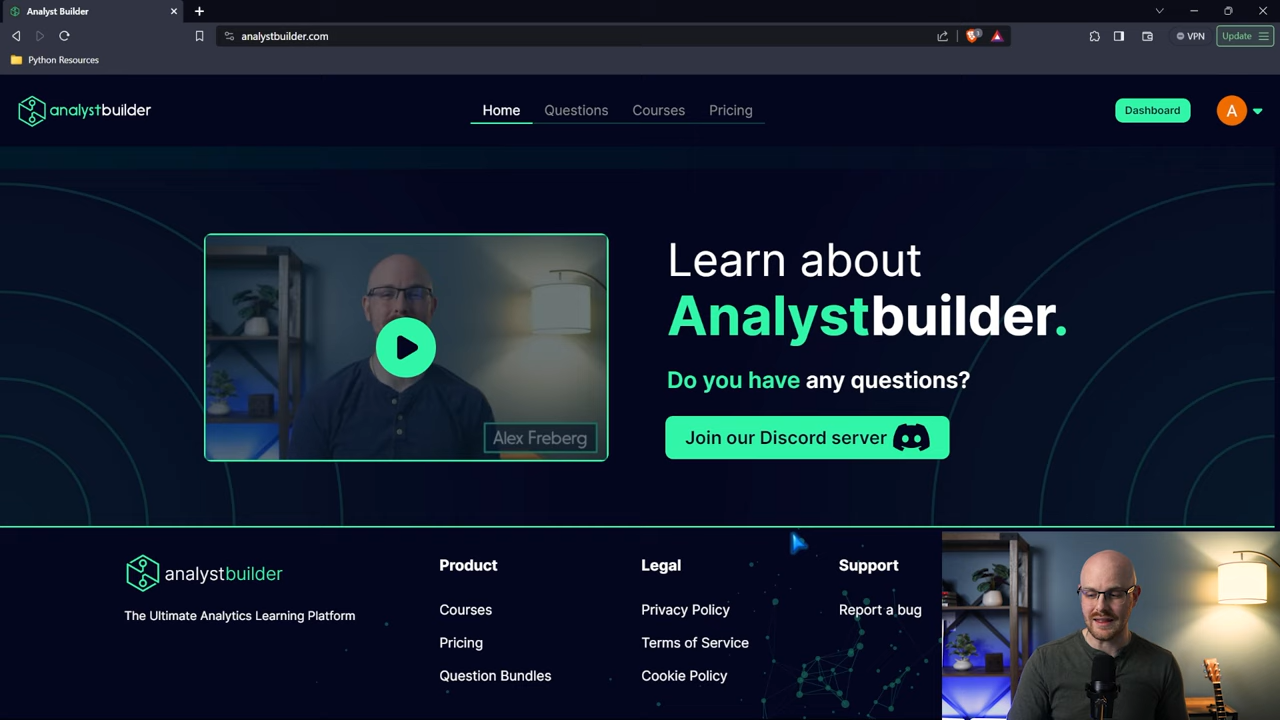 Analyst Builder
analystbuilder.com
VPN
Update
Python Resources
analystbuilder
Home
Questions
Courses
Pricing
Dashboard
A
Learn about
Analystbuilder.
Do you have any questions?
Join our Discord server
Alex Freberg
analystbuilder
The Ultimate Analytics Learning Platform
Product
Courses
Pricing
Question Bundles
Legal
Privacy Policy
Terms of Service
Cookie Policy
Support
Report a bug